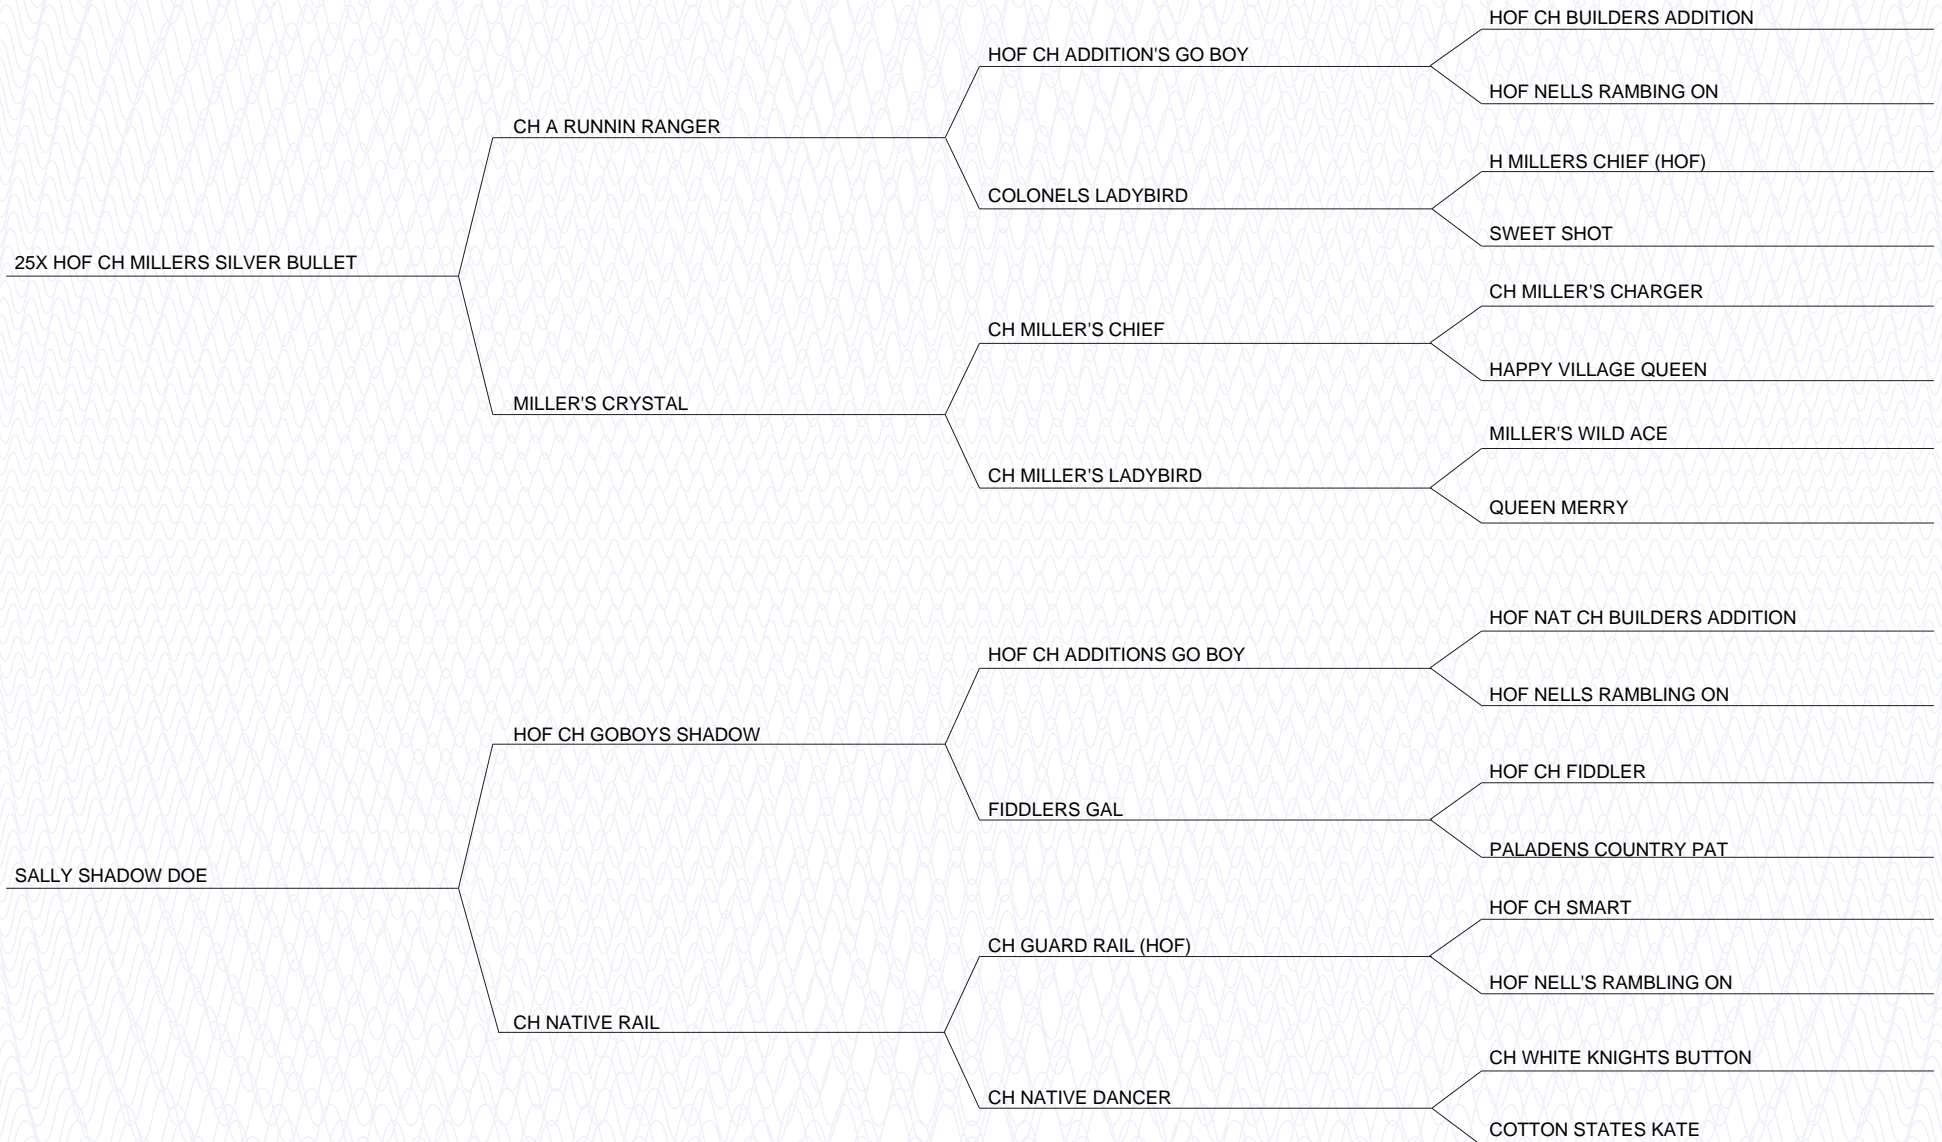 HOF CH BUILDERS ADDITION
HOF CH ADDITION'S GO BOY
HOF NELLS RAMBING ON
CH A RUNNIN RANGER
H MILLERS CHIEF (HOF)
COLONELS LADYBIRD
SWEET SHOT
25X HOF CH MILLERS SILVER BULLET
CH MILLER'S CHARGER
CH MILLER'S CHIEF
HAPPY VILLAGE QUEEN
MILLER'S CRYSTAL
MILLER'S WILD ACE
CH MILLER'S LADYBIRD
QUEEN MERRY
HOF NAT CH BUILDERS ADDITION
HOF CH ADDITIONS GO BOY
HOF NELLS RAMBLING ON
HOF CH GOBOYS SHADOW
HOF CH FIDDLER
FIDDLERS GAL
PALADENS COUNTRY PAT
SALLY SHADOW DOE
HOF CH SMART
CH GUARD RAIL (HOF)
HOF NELL'S RAMBLING ON
CH NATIVE RAIL
CH WHITE KNIGHTS BUTTON
CH NATIVE DANCER
COTTON STATES KATE